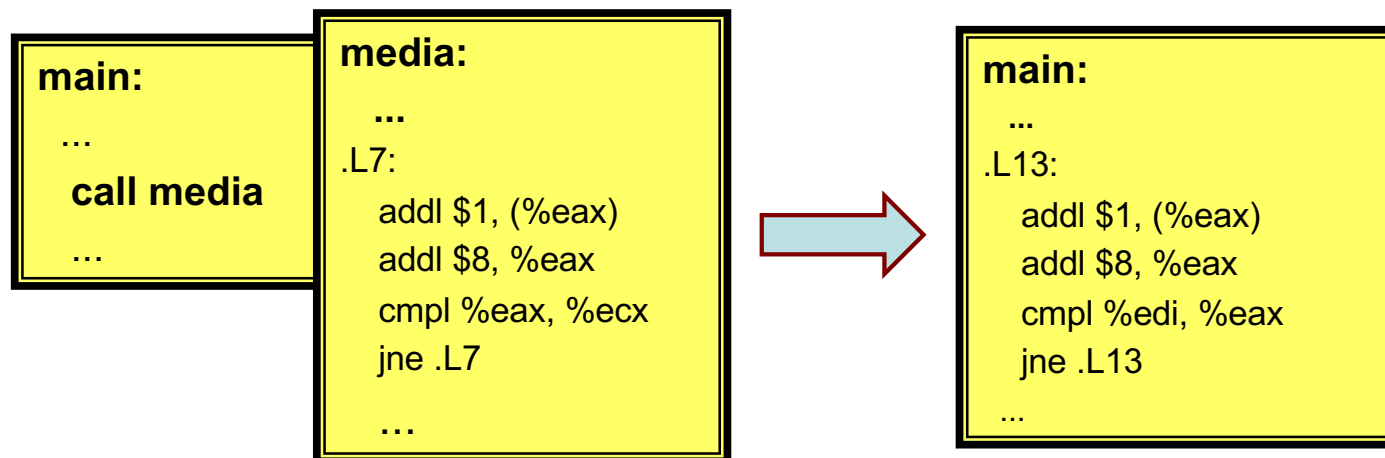 main:
...
call media
...
media:
...
.L7:
addl $1, (%eax)
addl $8, %eax
cmpl %eax, %ecx
jne .L7
...
main:
...
.L13:
addl $1, (%eax)
addl $8, %eax
cmpl %edi, %eax
jne .L13
...